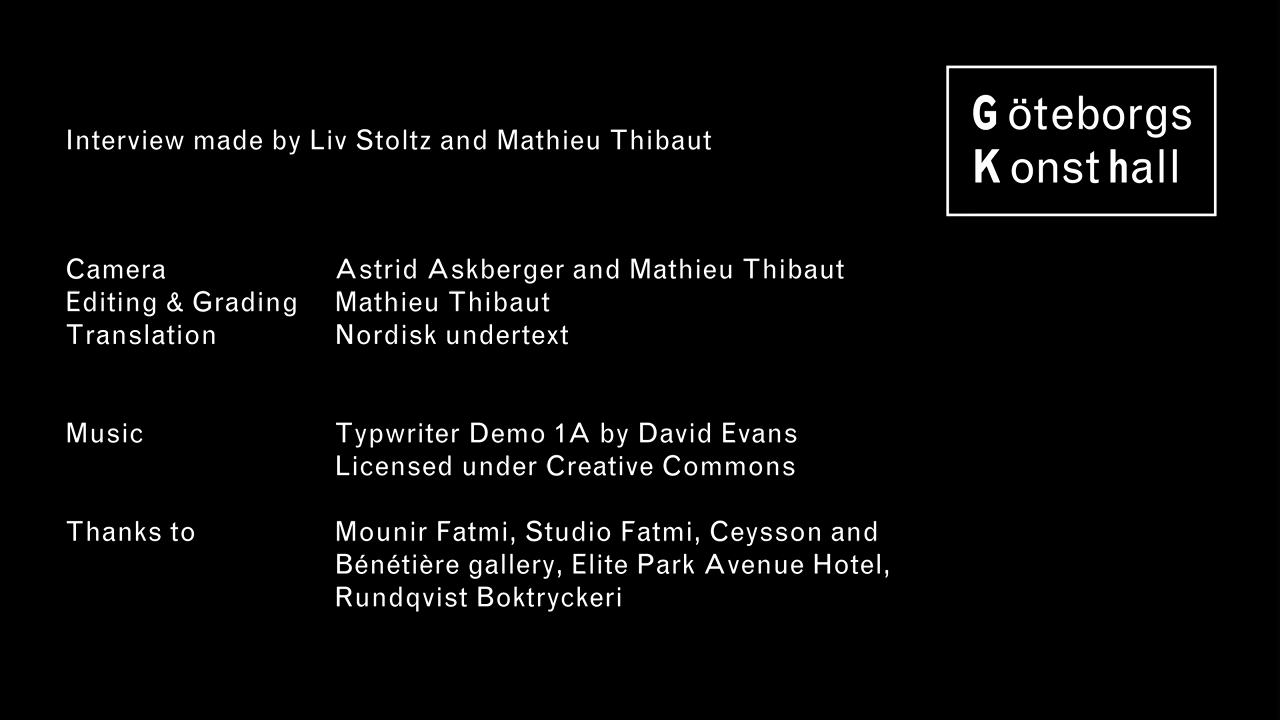 Göteborgs
Konsthall
Interview made by Liv Stoltz and Mathieu Thibaut
Camera Astrid Askberger and Mathieu Thibaut
Editing & Grading Mathieu Thibaut
Translation Nordisk undertext
Music Typwriter Demo 1A by David Evans
Licensed under Creative Commons
Thanks to Mounir Fatmi, Studio Fatmi, Ceysson and
Bénétière gallery, Elite Park Avenue Hotel,
Rundqvist Boktryckeri